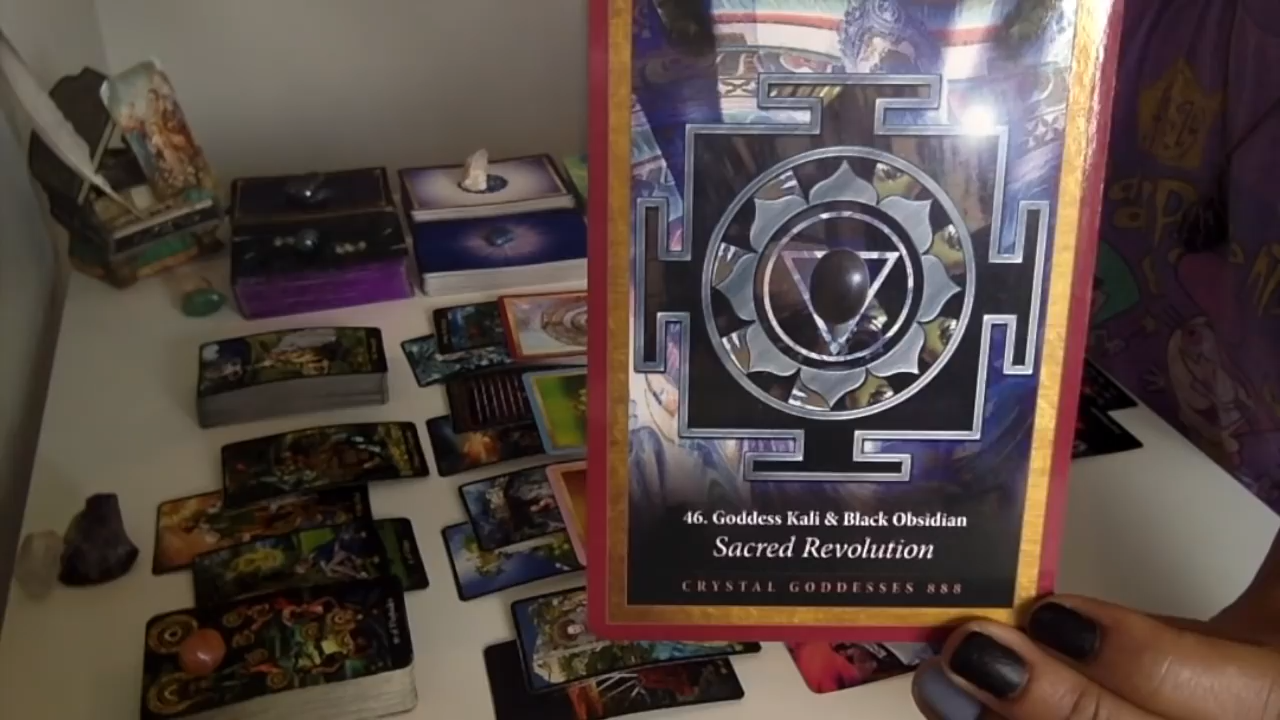 46. Goddess Kali & Black Obsidian
Sacred Revolution
CRYSTAL GODDESSES 888